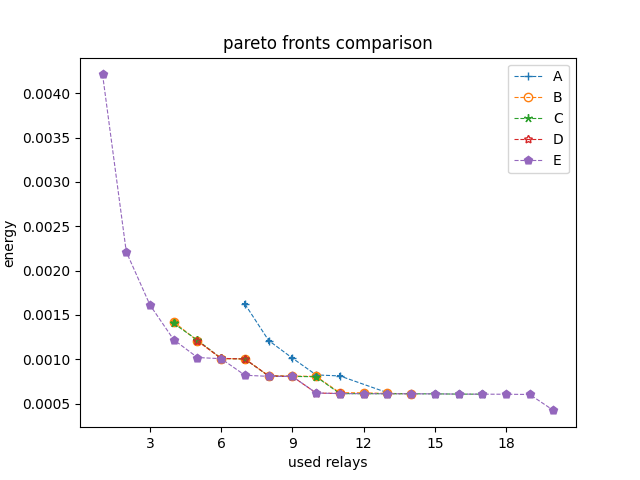 pareto fronts comparison
A
B
C
D
E
energy
0.0040
0.0035
0.0030
0.0025
0.0020
0.0015
0.0010
0.0005
3 6 9 12 15 18
used relays